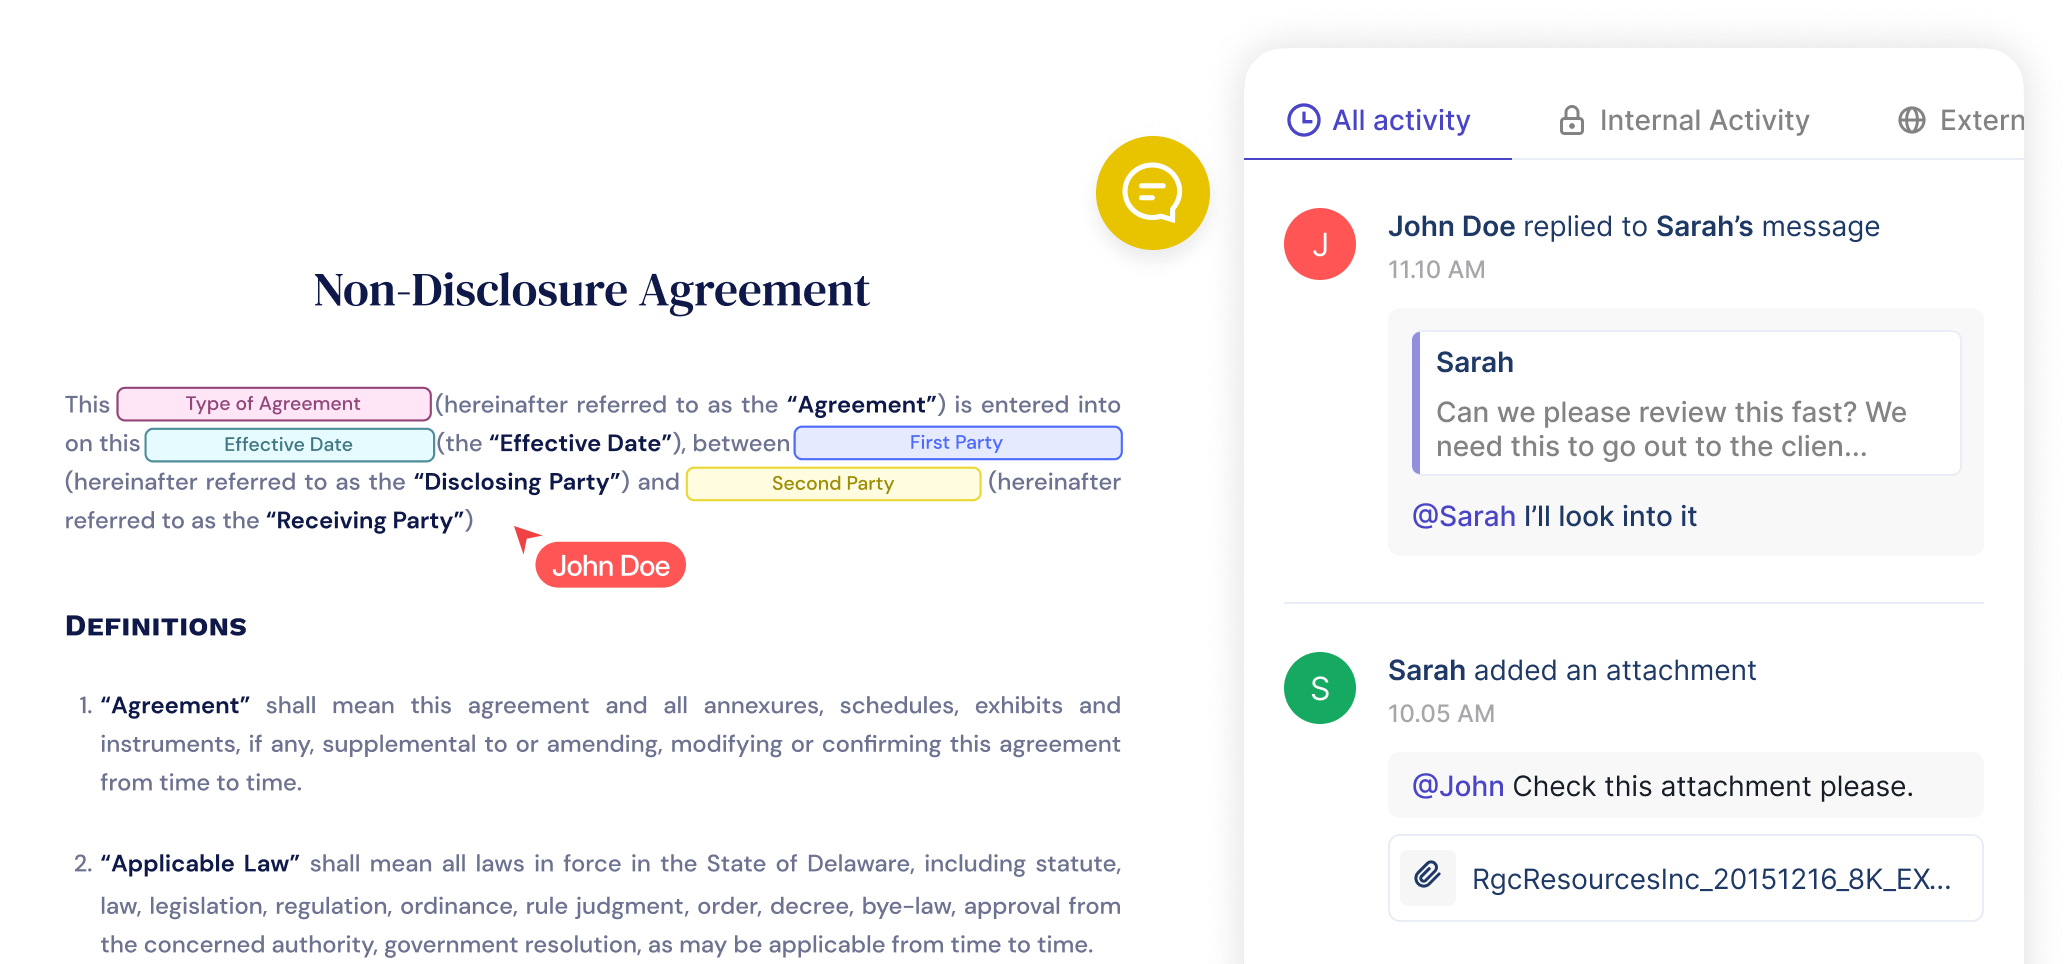 Non-Disclosure Agreement
This Type of Agreement (hereinafter referred to as the “Agreement”) is entered into
on this Effective Date (the “Effective Date”), between First Party
(hereinafter referred to as the “Disclosing Party”) and Second Party (hereinafter
referred to as the “Receiving Party”)
John Doe
DEFINITIONS
1. “Agreement” shall mean this agreement and all annexures, schedules, exhibits and
instruments, if any, supplemental to or amending, modifying or confirming this agreement
from time to time.
2. “Applicable Law” shall mean all laws in force in the State of Delaware, including statute,
law, legislation, regulation, ordinance, rule judgment, order, decree, bye-law, approval from
the concerned authority, government resolution, as may be applicable from time to time.
All activity
Internal Activity
Extern
J
John Doe replied to Sarah’s message
11.10 AM
Sarah
Can we please review this fast? We
need this to go out to the clien...
@Sarah I’ll look into it
S
Sarah added an attachment
10.05 AM
@John Check this attachment please.
RgcResourcesInc_20151216_8K_EX...